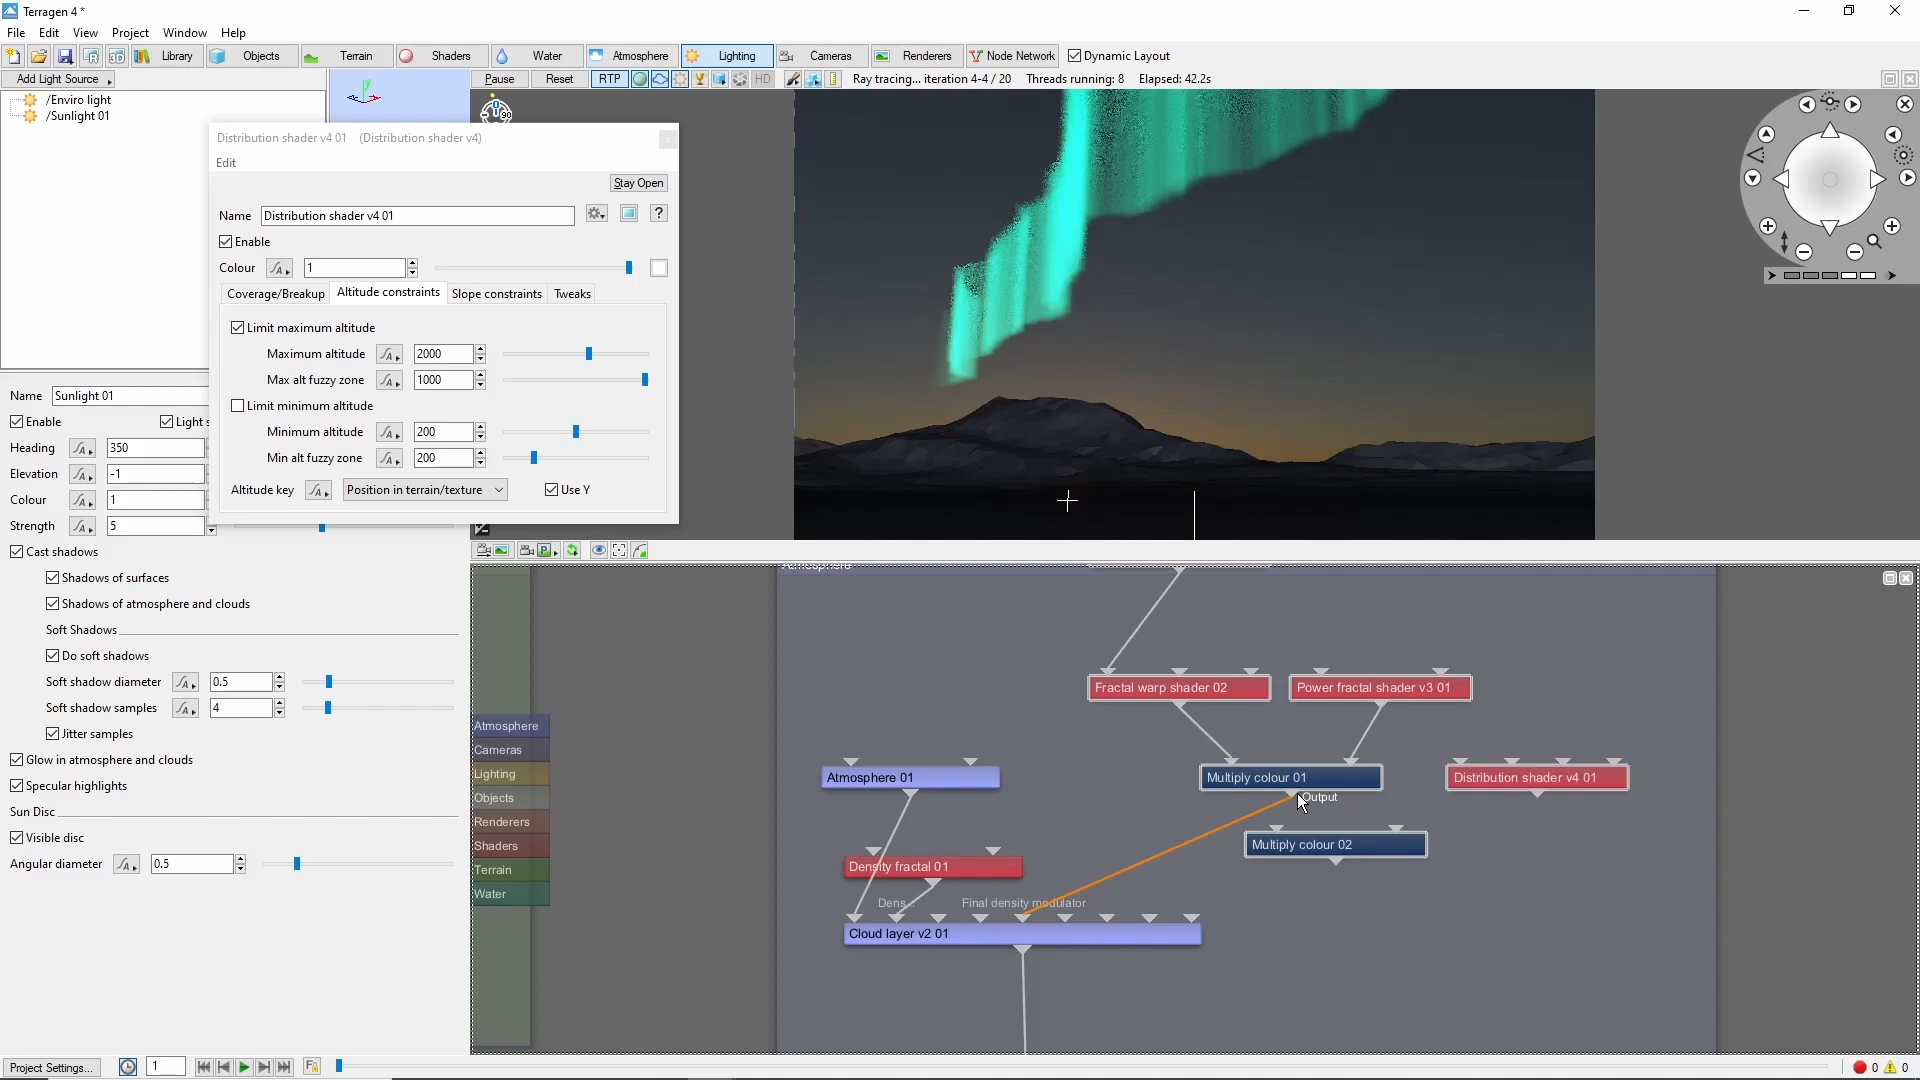 Terragen 4 *
File Edit View Project Window Help
Library Objects Terrain Shaders Water Atmosphere Lighting Cameras Renderers Node Network Dynamic Layout
Add Light Source Pause Reset RTP HD Ray tracing... iteration 4-4 / 20 Threads running: 8 Elapsed: 42.2s
/Enviro light
/Sunlight 01
y
90
Distribution shader v4 01 (Distribution shader v4)
Edit
Stay Open
Name Distribution shader v4 01 ?
Enable
Colour 1
Coverage/Breakup Altitude constraints Slope constraints Tweaks
Limit maximum altitude
Maximum altitude 2000
Max alt fuzzy zone 1000
Limit minimum altitude
Minimum altitude 200
Min alt fuzzy zone 200
Altitude key Position in terrain/texture Use Y
Name Sunlight 01
Enable Light s
Heading 350
Elevation -1
Colour 1
Strength 5
Cast shadows
Shadows of surfaces
Shadows of atmosphere and clouds
Soft Shadows
Do soft shadows
Soft shadow diameter 0.5
Soft shadow samples 4
Jitter samples
Glow in atmosphere and clouds
Specular highlights
Sun Disc
Visible disc
Angular diameter 0.5
Atmosphere
Fractal warp shader 02 Power fractal shader v3 01
Atmosphere
Cameras
Lighting
Objects
Renderers
Shaders
Terrain
Water
Atmosphere 01 Multiply colour 01 Distribution shader v4 01
Output
Multiply colour 02
Density fractal 01
Dens... Final density modulator
Cloud layer v2 01
Project Settings... 1 0 0